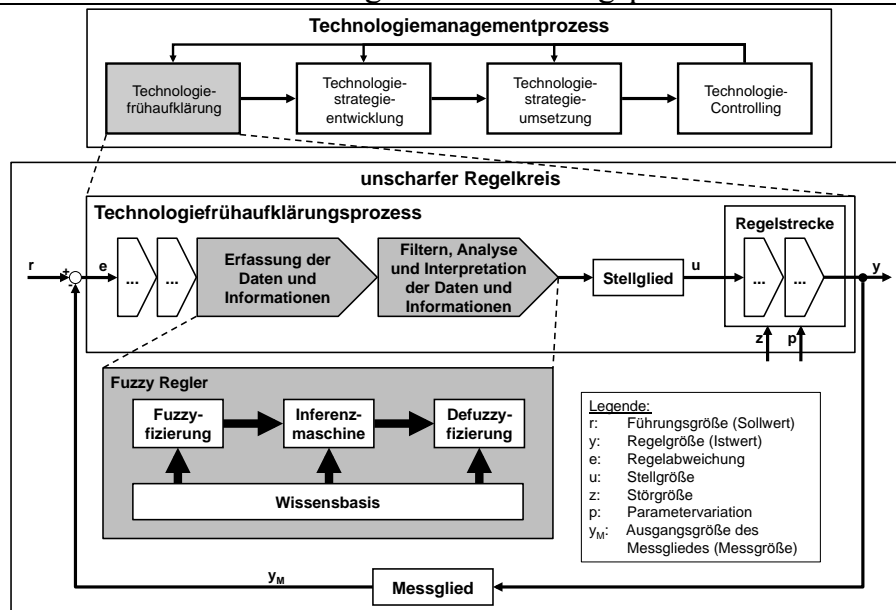 Technologiemanagementprozess
Technologie-
frühaufklärung
Technologie-
strategie-
entwicklung
Technologie-
strategie-
umsetzung
Technologie-
Controlling
unscharfer Regelkreis
Technologiefrühaufklärungsprozess
Regelstrecke
r
+
-
e
...
...
Erfassung der
Daten und
Informationen
Filtern, Analyse
und Interpretation
der Daten und
Informationen
Stellglied
u
...
...
y
z
p
Fuzzy Regler
Fuzzy-
fizierung
Inferenz-
maschine
Defuzzy-
fizierung
Wissensbasis
Legende:
r: Führungsgröße (Sollwert)
y: Regelgröße (Istwert)
e: Regelabweichung
u: Stellgröße
z: Störgröße
p: Parametervariation
yM: Ausgangsgröße des
Messgliedes (Messgröße)
yM
Messglied